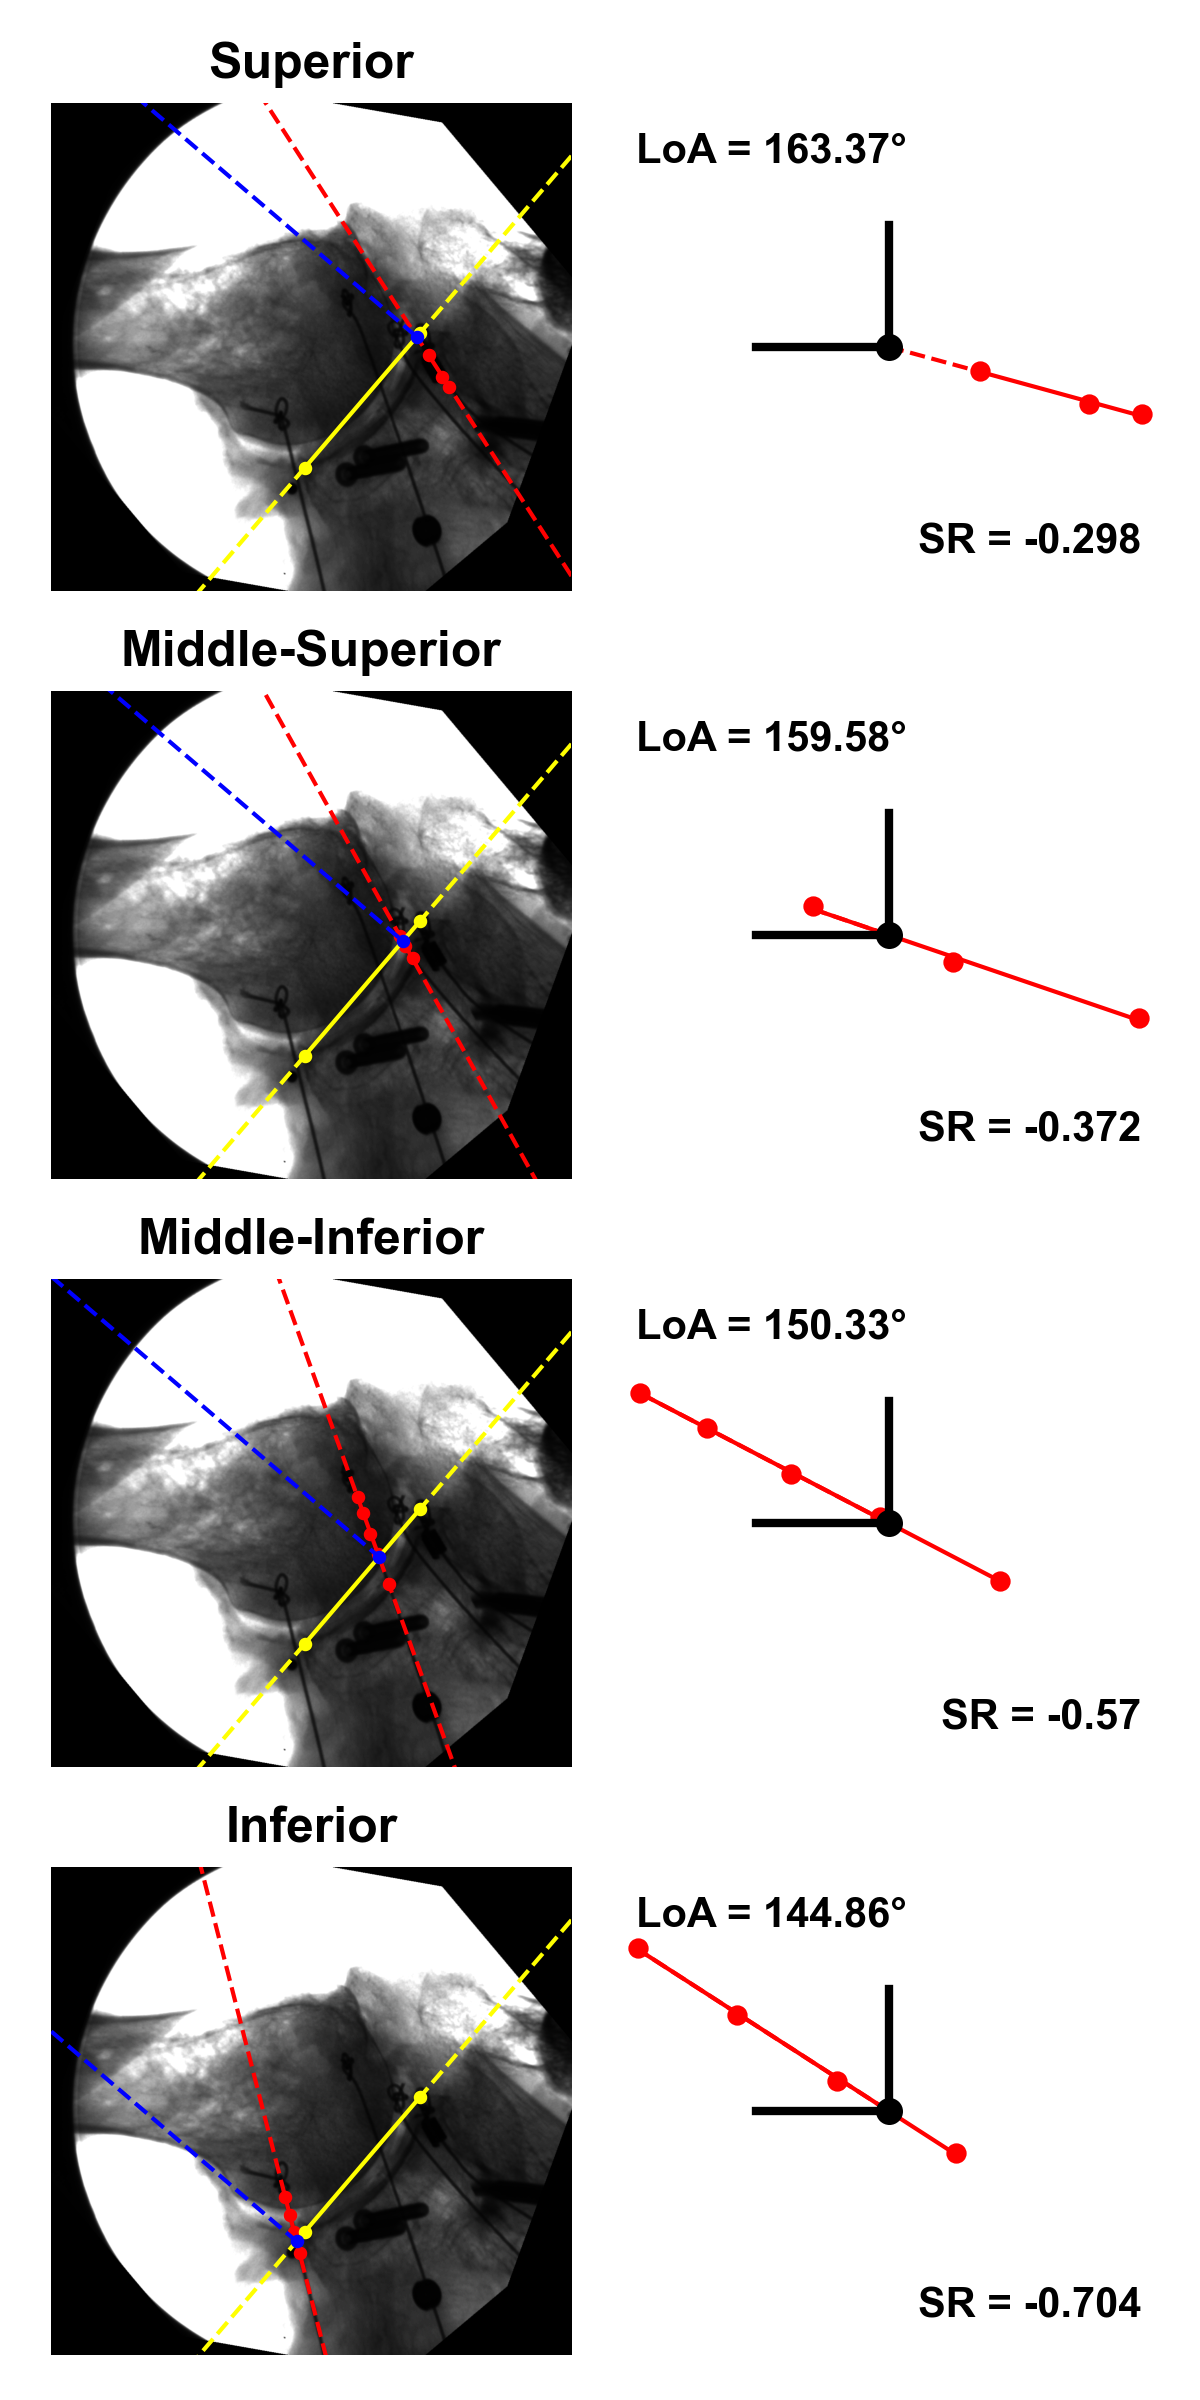 Superior
LoA = 163.37°
SR = -0.298
Middle-Superior
LoA = 159.58°
SR = -0.372
Middle-Inferior
LoA = 150.33°
SR = -0.57
Inferior
LoA = 144.86°
SR = -0.704